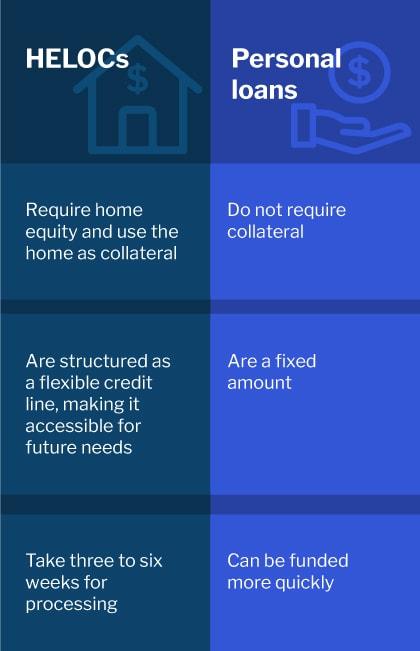 HELOCs
$
Personal
loans
$
Require home
equity and use the
home as collateral
Do not require
collateral
Are structured as
a flexible credit
line, making it
accessible for
future needs
Are a fixed
amount
Take three to six
weeks for
processing
Can be funded
more quickly